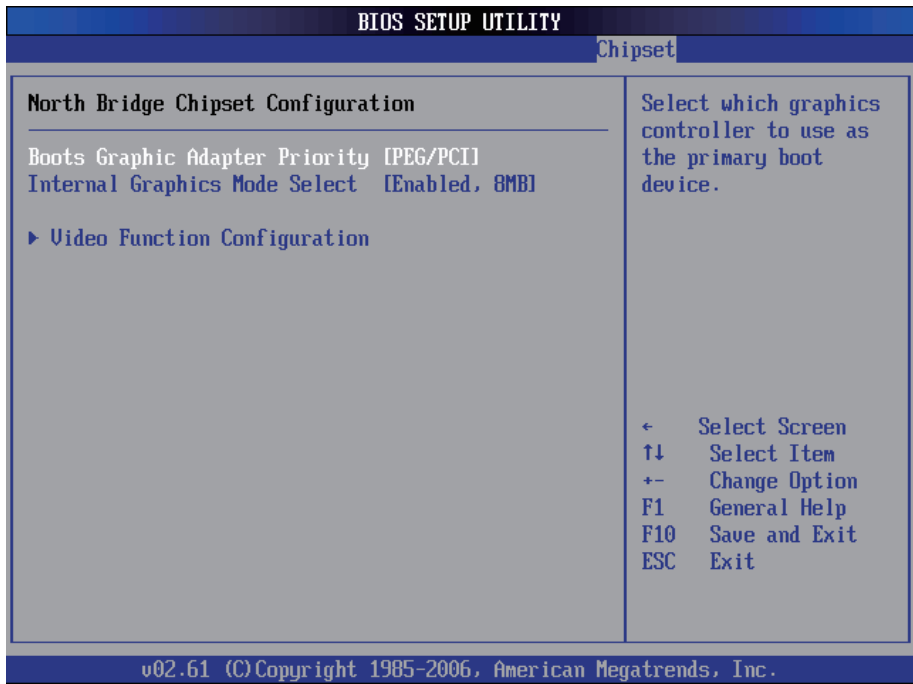 BIOS SETUP UTILITY
Chipset
North Bridge Chipset Configuration
Boots Graphic Adapter Priority [PEG/PCI]
Internal Graphics Mode Select [Enabled, 8MB]
▶ Video Function Configuration
Select which graphics
controller to use as
the primary boot
device.
← Select Screen
↑↓ Select Item
+- Change Option
F1 General Help
F10 Save and Exit
ESC Exit
v02.61 (C)Copyright 1985-2006, American Megatrends, Inc.